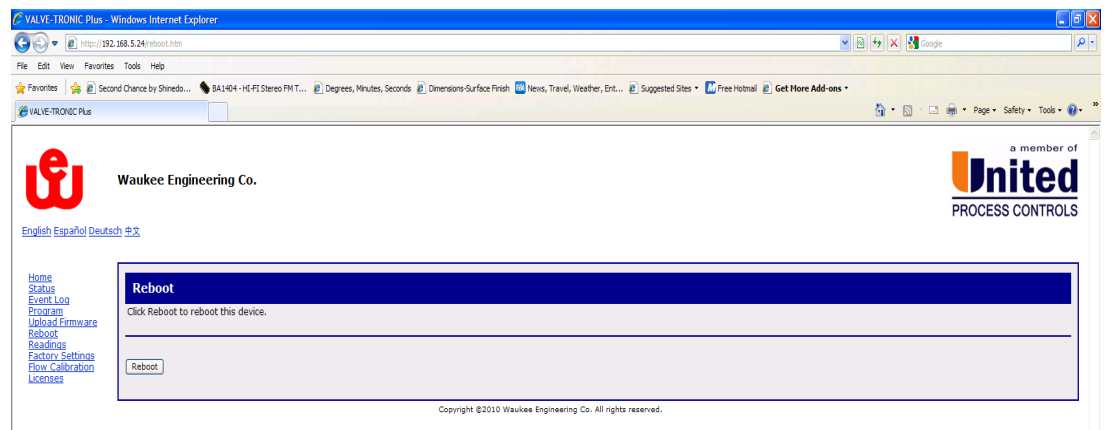 VALVE-TRONIC Plus - Windows Internet Explorer
http://192.168.5.24/reboot.htm
Google
File Edit View Favorites Tools Help
Favorites Second Chance by Shinedo... BA1404 - HI-FI Stereo FM T... Degrees, Minutes, Seconds Dimensions-Surface Finish News, Travel, Weather, Ent... Suggested Sites Free Hotmail Get More Add-ons
VALVE-TRONIC Plus
Page Safety Tools »
a member of
United
PROCESS CONTROLS
Waukee Engineering Co.
English Español Deutsch 中文
Home
Status
Event Log
Program
Upload Firmware
Reboot
Readings
Factory Settings
Flow Calibration
Licenses
Reboot
Click Reboot to reboot this device.
Reboot
Copyright ©2010 Waukee Engineering Co. All rights reserved.